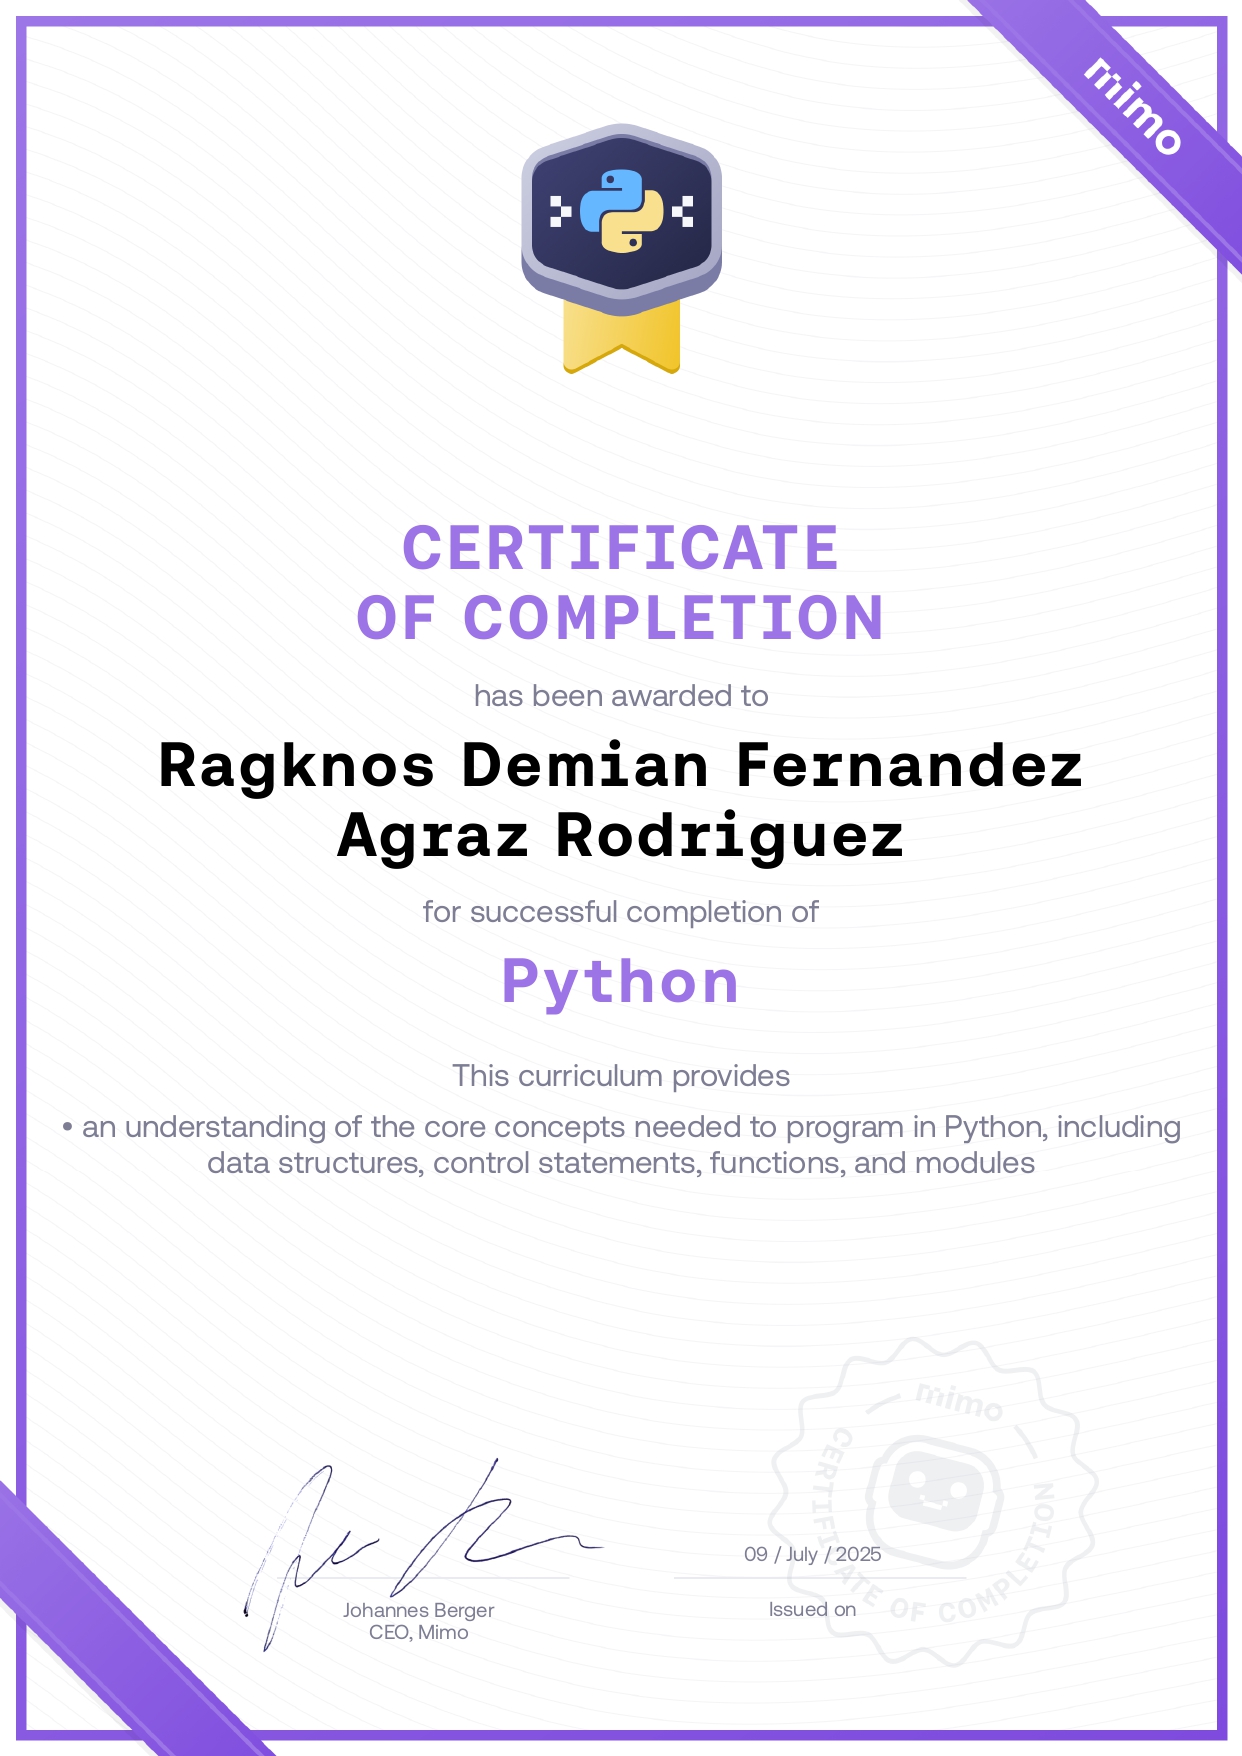 mimo
CERTIFICATE
OF COMPLETION
has been awarded to
Ragknos Demian Fernandez
Agraz Rodriguez
for successful completion of
Python
This curriculum provides
• an understanding of the core concepts needed to program in Python, including
data structures, control statements, functions, and modules
mimo
CERTIFICATE OF COMPLETION
09 / July / 2025
Issued on
Johannes Berger
CEO, Mimo